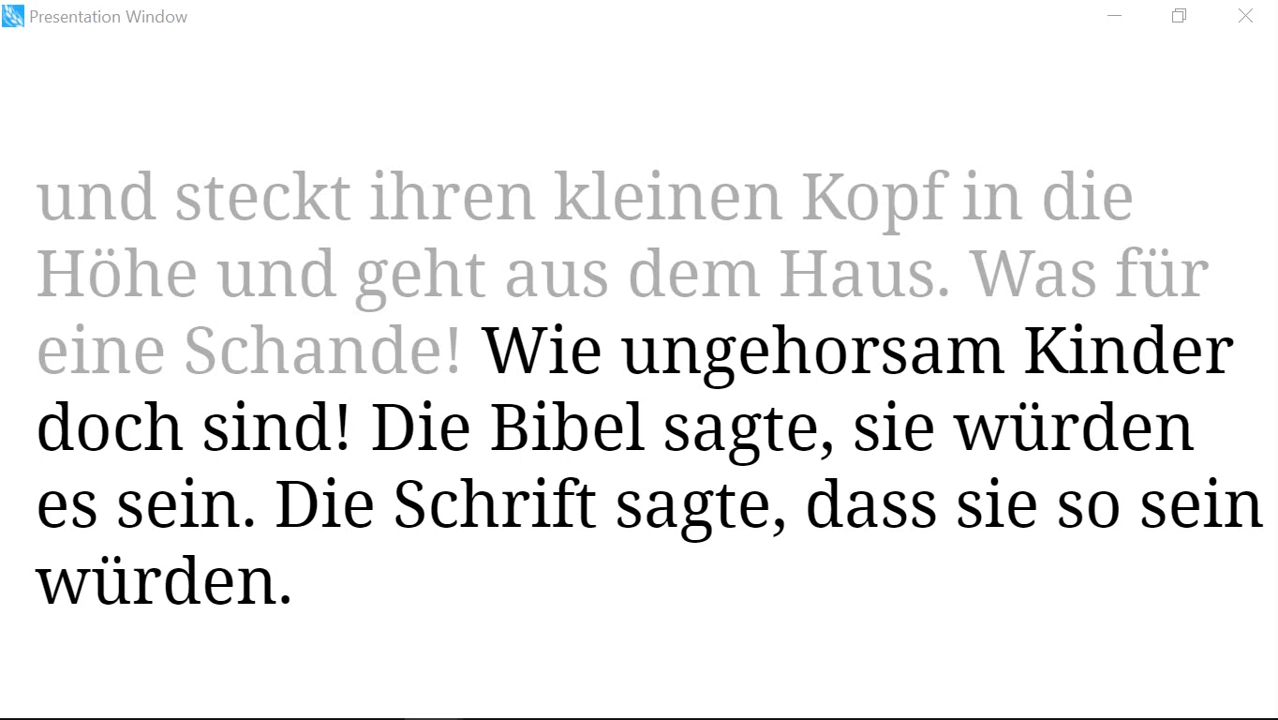 Presentation Window
und steckt ihren kleinen Kopf in die
Höhe und geht aus dem Haus. Was für
eine Schande! Wie ungehorsam Kinder
doch sind! Die Bibel sagte, sie würden
es sein. Die Schrift sagte, dass sie so sein
würden.